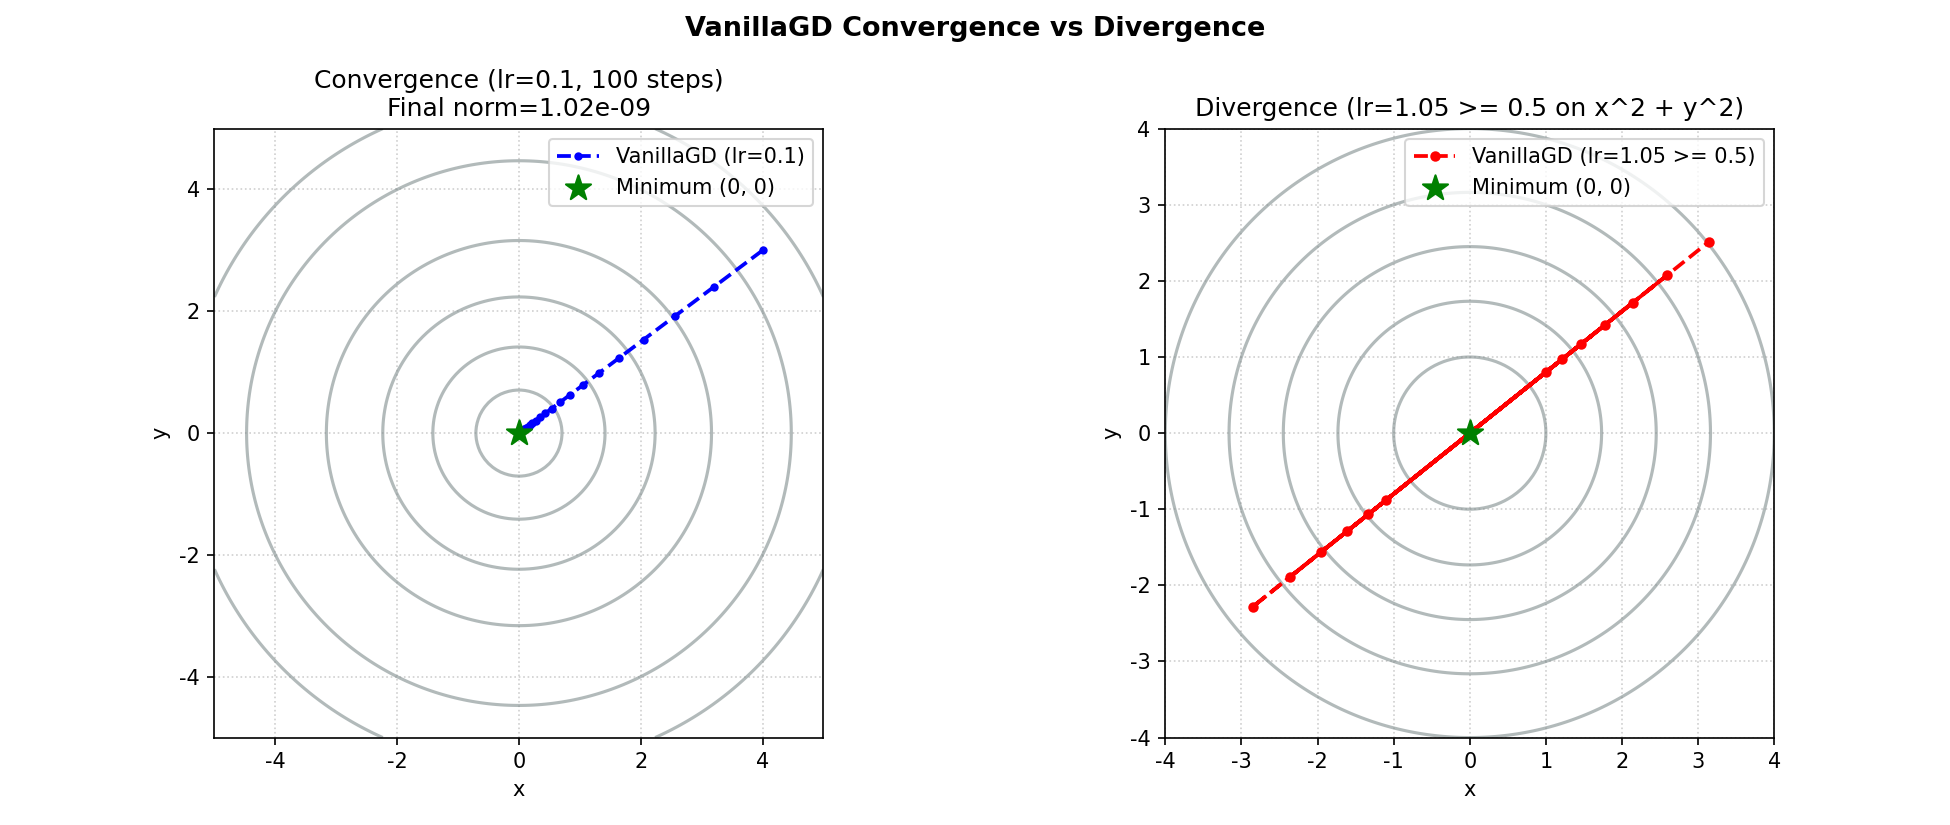 VanillaGD Convergence vs Divergence
Convergence (lr=0.1, 100 steps)
Final norm=1.02e-09
VanillaGD (lr=0.1)
Minimum (0, 0)
4
2
0
-2
-4
y
-4 -2 0 2 4
x
Divergence (lr=1.05 >= 0.5 on x^2 + y^2)
VanillaGD (lr=1.05 >= 0.5)
Minimum (0, 0)
4
3
2
1
0
-1
-2
-3
-4
y
-4 -3 -2 -1 0 1 2 3 4
x